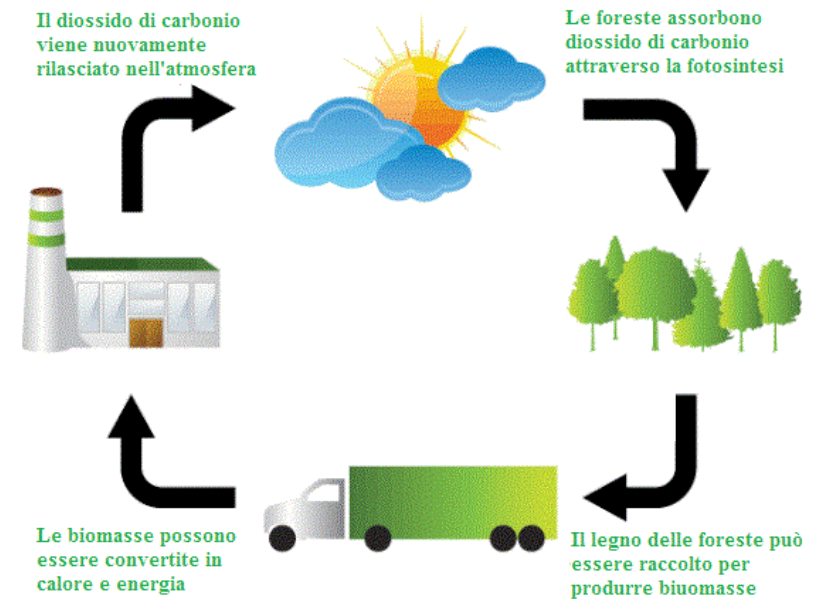 Il diossido di carbonio
viene nuovamente
rilasciato nell'atmosfera
Le foreste assorbono
diossido di carbonio
attraverso la fotosintesi
Le biomasse possono
essere convertite in
calore e energia
Il legno delle foreste può
essere raccolto per
produrre biuomasse